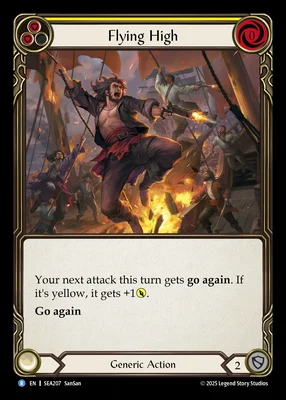 Flying High
0
Your next attack this turn gets go again. If
it's yellow, it gets +1
.
Go again
Generic Action
2
R EN | SEA207 SanSan
© 2025 Legend Story Studios